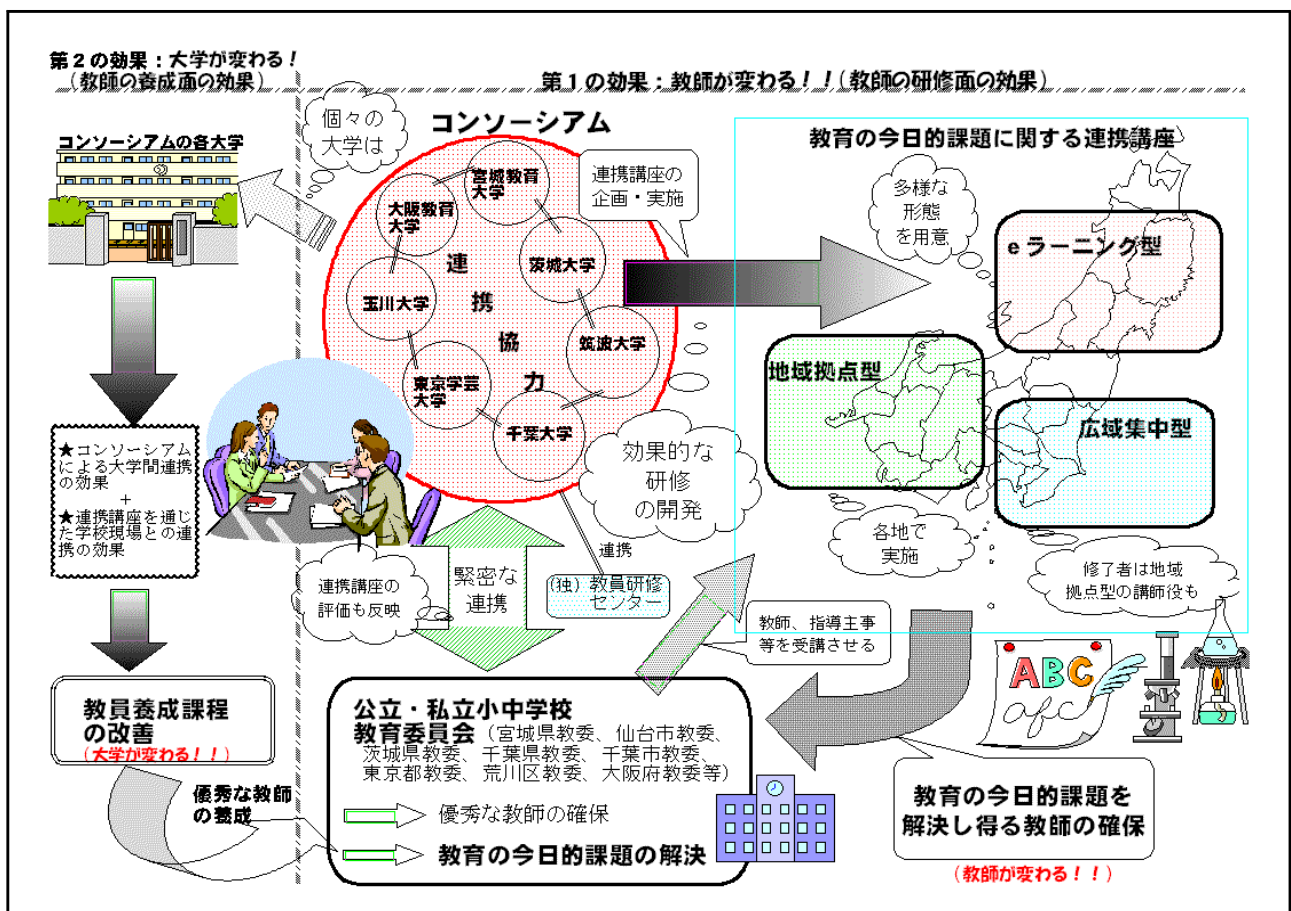 第2の効果：大学が変わる！
（教師の養成面の効果）
第1の効果：教師が変わる！！（教師の研修面の効果）
コンソーシアムの各大学
個々の
大学は
コンソーシアム
宮城教育
大学
大阪教育
大学
茨城大学
玉川大学
筑波大学
東京学芸
大学
千葉大学
連
携
協
力
連携講座の
企画・実施
教育の今日的課題に関する連携講座
多様な
形態
を用意
eラーニング型
地域拠点型
広域集中型
各地で
実施
修了者は地域
拠点型の講師役も
効果的な
研修
の開発
★コンソーシアム
による大学間連携
の効果
＋
★連携講座を通じ
た学校現場との連
携の効果
連携講座の
評価も反映
緊密な
連携
連携
（独）教員研修
センター
教師、指導主事
等を受講させる
ABC
教員養成課程
の改善
（大学が変わる！！）
優秀な教師
の養成
公立・私立小中学校
教育委員会（宮城県教委、仙台市教委、
茨城県教委、千葉県教委、千葉市教委、
東京都教委、荒川区教委、大阪府教委等）
優秀な教師の確保
教育の今日的課題の解決
教育の今日的課題を
解決し得る教師の確保
（教師が変わる！！）